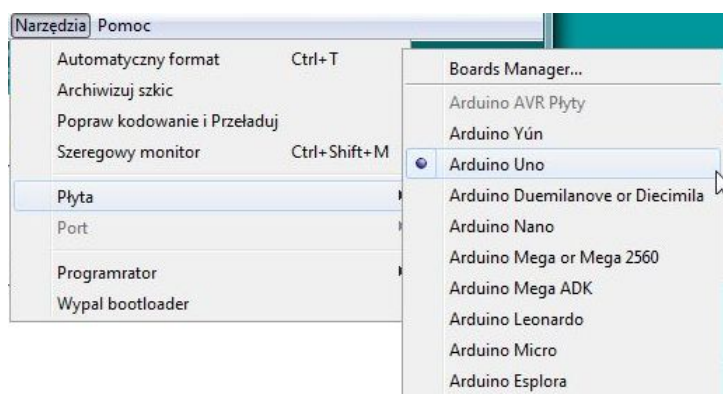 Narzędzia Pomoc
Automatyczny format Ctrl+T
Archiwizuj szkic
Popraw kodowanie i Przeładuj
Szeregowy monitor Ctrl+Shift+M
Płyta
Port
Programrator
Wypal bootloader
Boards Manager...
Arduino AVR Płyty
Arduino Yún
Arduino Uno
Arduino Duemilanove or Diecimila
Arduino Nano
Arduino Mega or Mega 2560
Arduino Mega ADK
Arduino Leonardo
Arduino Micro
Arduino Esplora